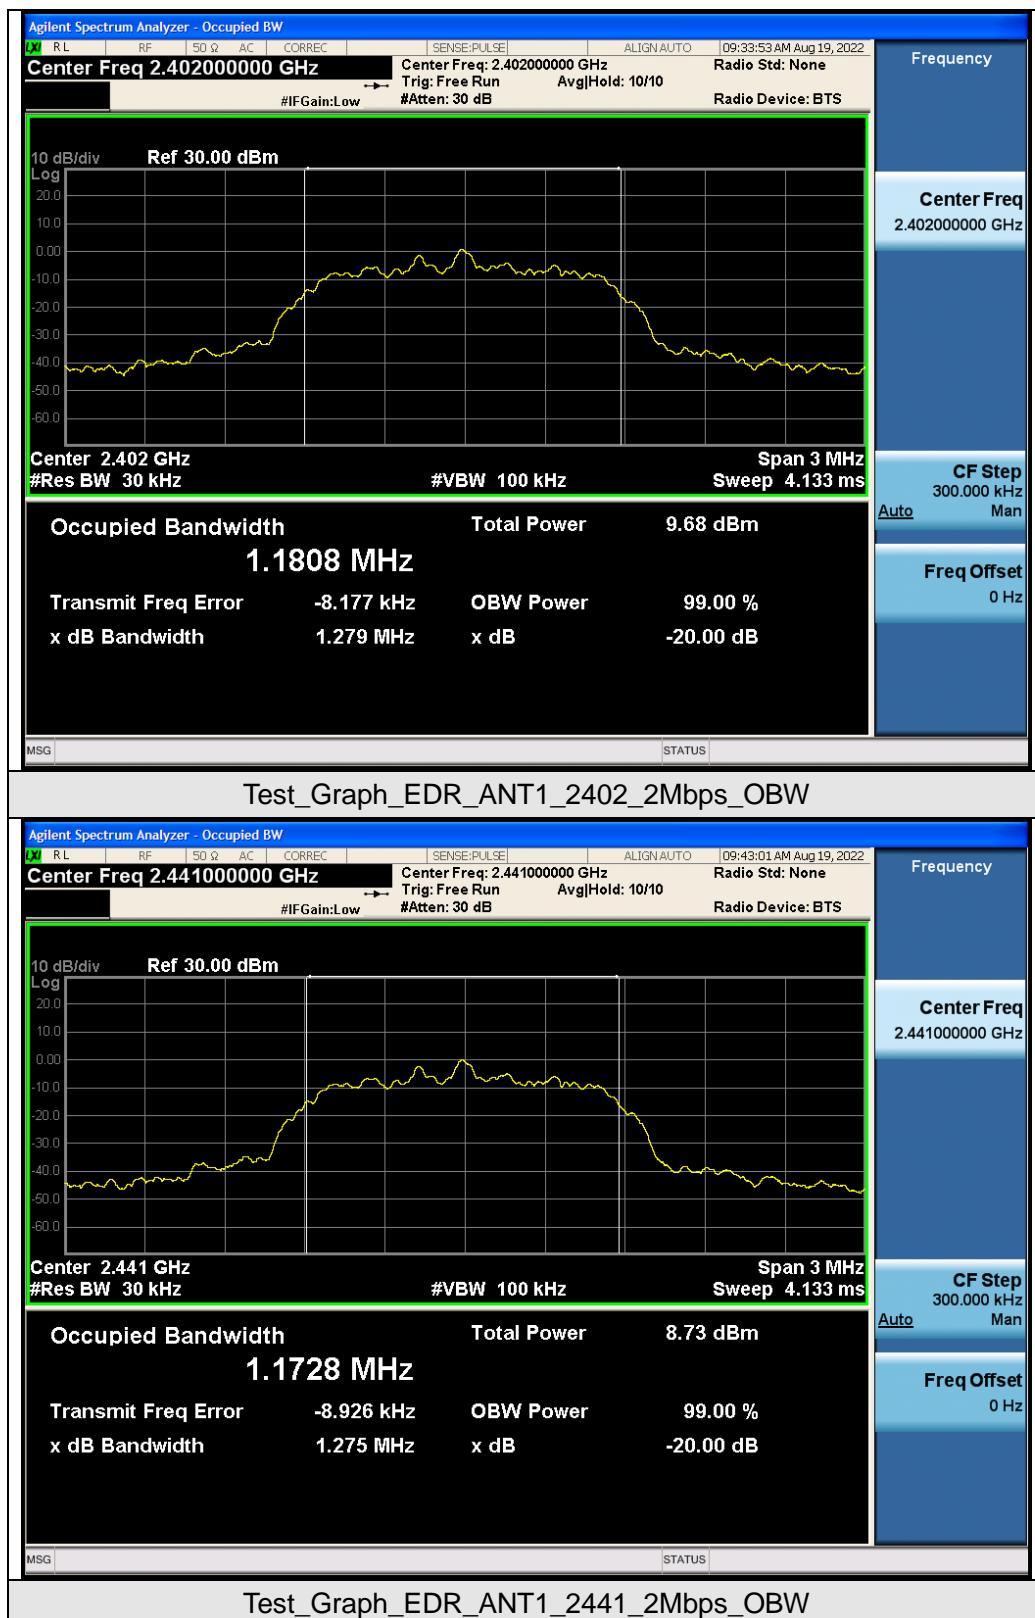 Agilent Spectrum Analyzer - Occupied BW
LXI RL RF 50 Ω AC CORREC SENSE:PULSE ALIGN AUTO 09:33:53 AM Aug 19, 2022
Center Freq 2.402000000 GHz
Center Freq: 2.402000000 GHz
Radio Std: None
Trig: Free Run Avg|Hold: 10/10
#IFGain:Low
#Atten: 30 dB
Radio Device: BTS
10 dB/div Ref 30.00 dBm
Log
20.0
10.0
0.00
-10.0
-20.0
-30.0
-40.0
-50.0
-60.0
Center 2.402 GHz Span 3 MHz
#Res BW 30 kHz #VBW 100 kHz Sweep 4.133 ms
Occupied Bandwidth Total Power 9.68 dBm
1.1808 MHz
Transmit Freq Error -8.177 kHz OBW Power 99.00 %
x dB Bandwidth 1.279 MHz x dB -20.00 dB
MSG STATUS
Frequency
Center Freq
2.402000000 GHz
CF Step
300.000 kHz
Auto Man
Freq Offset
0 Hz
Test_Graph_EDR_ANT1_2402_2Mbps_OBW
Agilent Spectrum Analyzer - Occupied BW
LXI RL RF 50 Ω AC CORREC SENSE:PULSE ALIGN AUTO 09:43:01 AM Aug 19, 2022
Center Freq 2.441000000 GHz
Center Freq: 2.441000000 GHz
Radio Std: None
Trig: Free Run Avg|Hold: 10/10
#IFGain:Low
#Atten: 30 dB
Radio Device: BTS
10 dB/div Ref 30.00 dBm
Log
20.0
10.0
0.00
-10.0
-20.0
-30.0
-40.0
-50.0
-60.0
Center 2.441 GHz Span 3 MHz
#Res BW 30 kHz #VBW 100 kHz Sweep 4.133 ms
Occupied Bandwidth Total Power 8.73 dBm
1.1728 MHz
Transmit Freq Error -8.926 kHz OBW Power 99.00 %
x dB Bandwidth 1.275 MHz x dB -20.00 dB
MSG STATUS
Frequency
Center Freq
2.441000000 GHz
CF Step
300.000 kHz
Auto Man
Freq Offset
0 Hz
Test_Graph_EDR_ANT1_2441_2Mbps_OBW